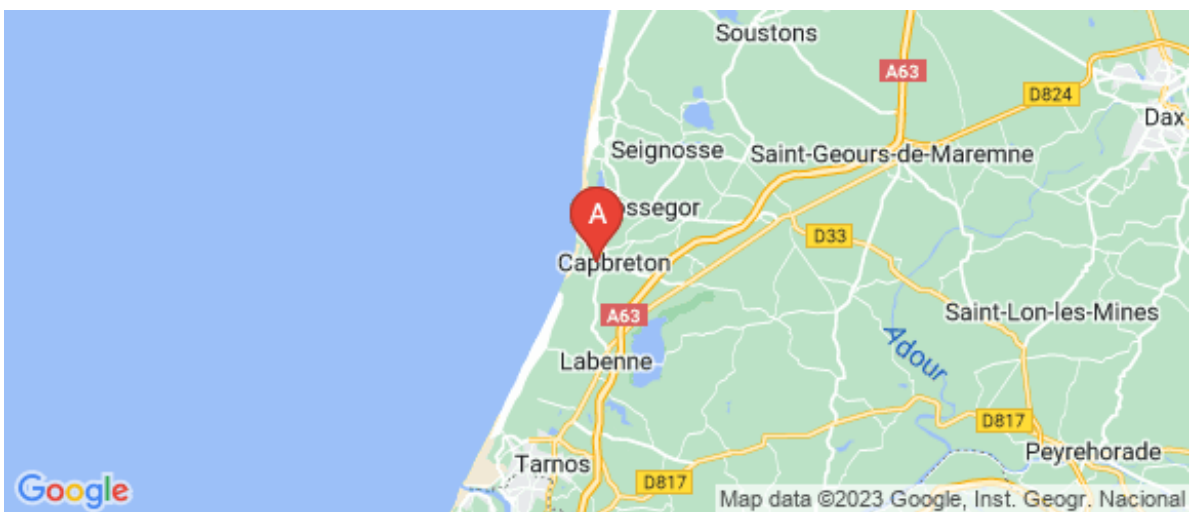 Soustons
A63
D824
Dax
Seignosse
Saint-Geours-de-Maremne
A
ossegor
D33
Capbreton
A63
Saint-Lon-les-Mines
Adour
Labenne
D817
Peyrehorade
Tarnos
D817
Google
Map data ©2023 Google, Inst. Geogr. Nacional